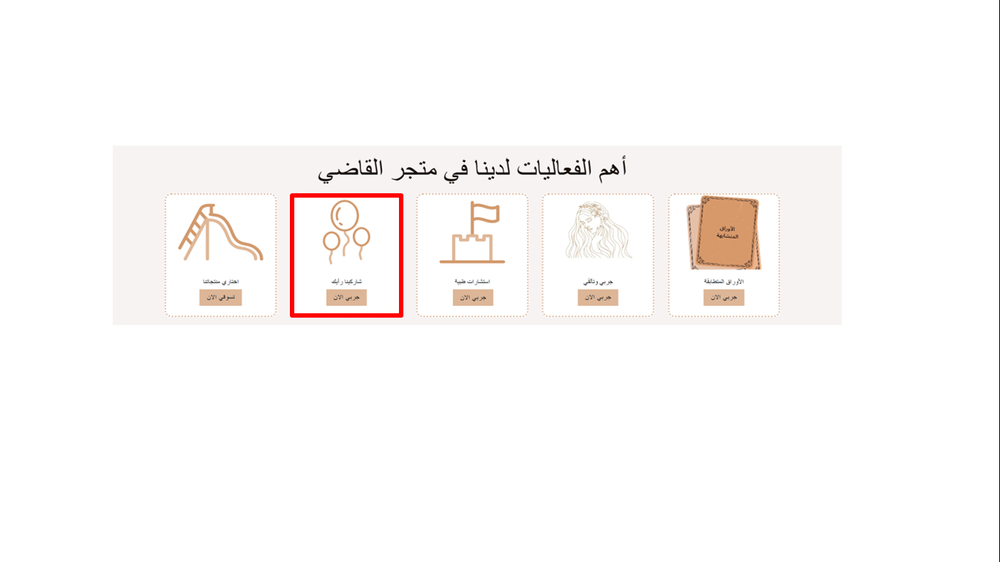 أهم الفعاليات لدينا في متجر القاضي
الأوراق
المتشابهة
الأوراق المتطابقة
جربي الان
جربي وتألقي
جربي الان
استشارات طبية
جربي الان
شاركينا رأيك
جربي الان
اختاري منتجاتنا
تسوقي الان